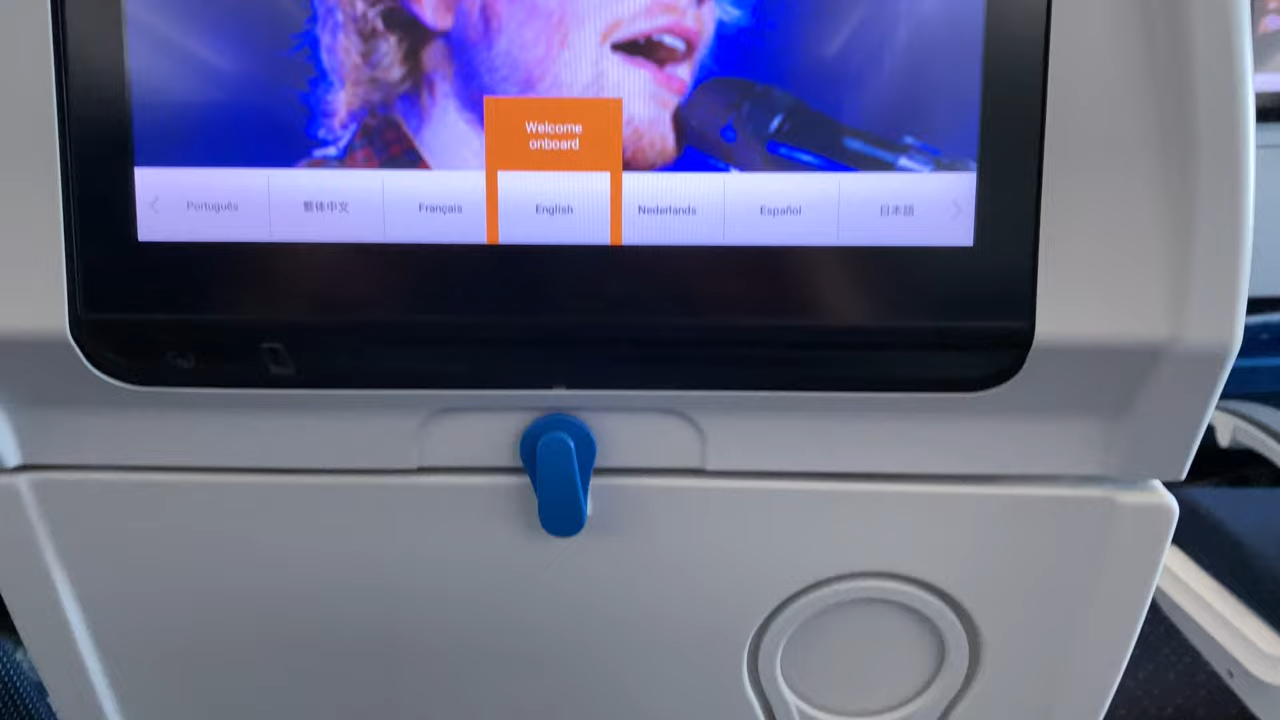 Welcome
onboard
Português
繁体中文
Français
English
Nederlands
Español
日本語